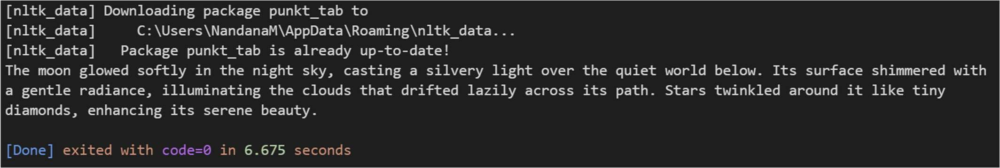 [nltk_data] Downloading package punkt_tab to
[nltk_data]     C:\Users\NandanaM\AppData\Roaming\nltk_data...
[nltk_data]   Package punkt_tab is already up-to-date!
The moon glowed softly in the night sky, casting a silvery light over the quiet world below. Its surface shimmered with
a gentle radiance, illuminating the clouds that drifted lazily across its path. Stars twinkled around it like tiny
diamonds, enhancing its serene beauty.

[Done] exited with code=0 in 6.675 seconds